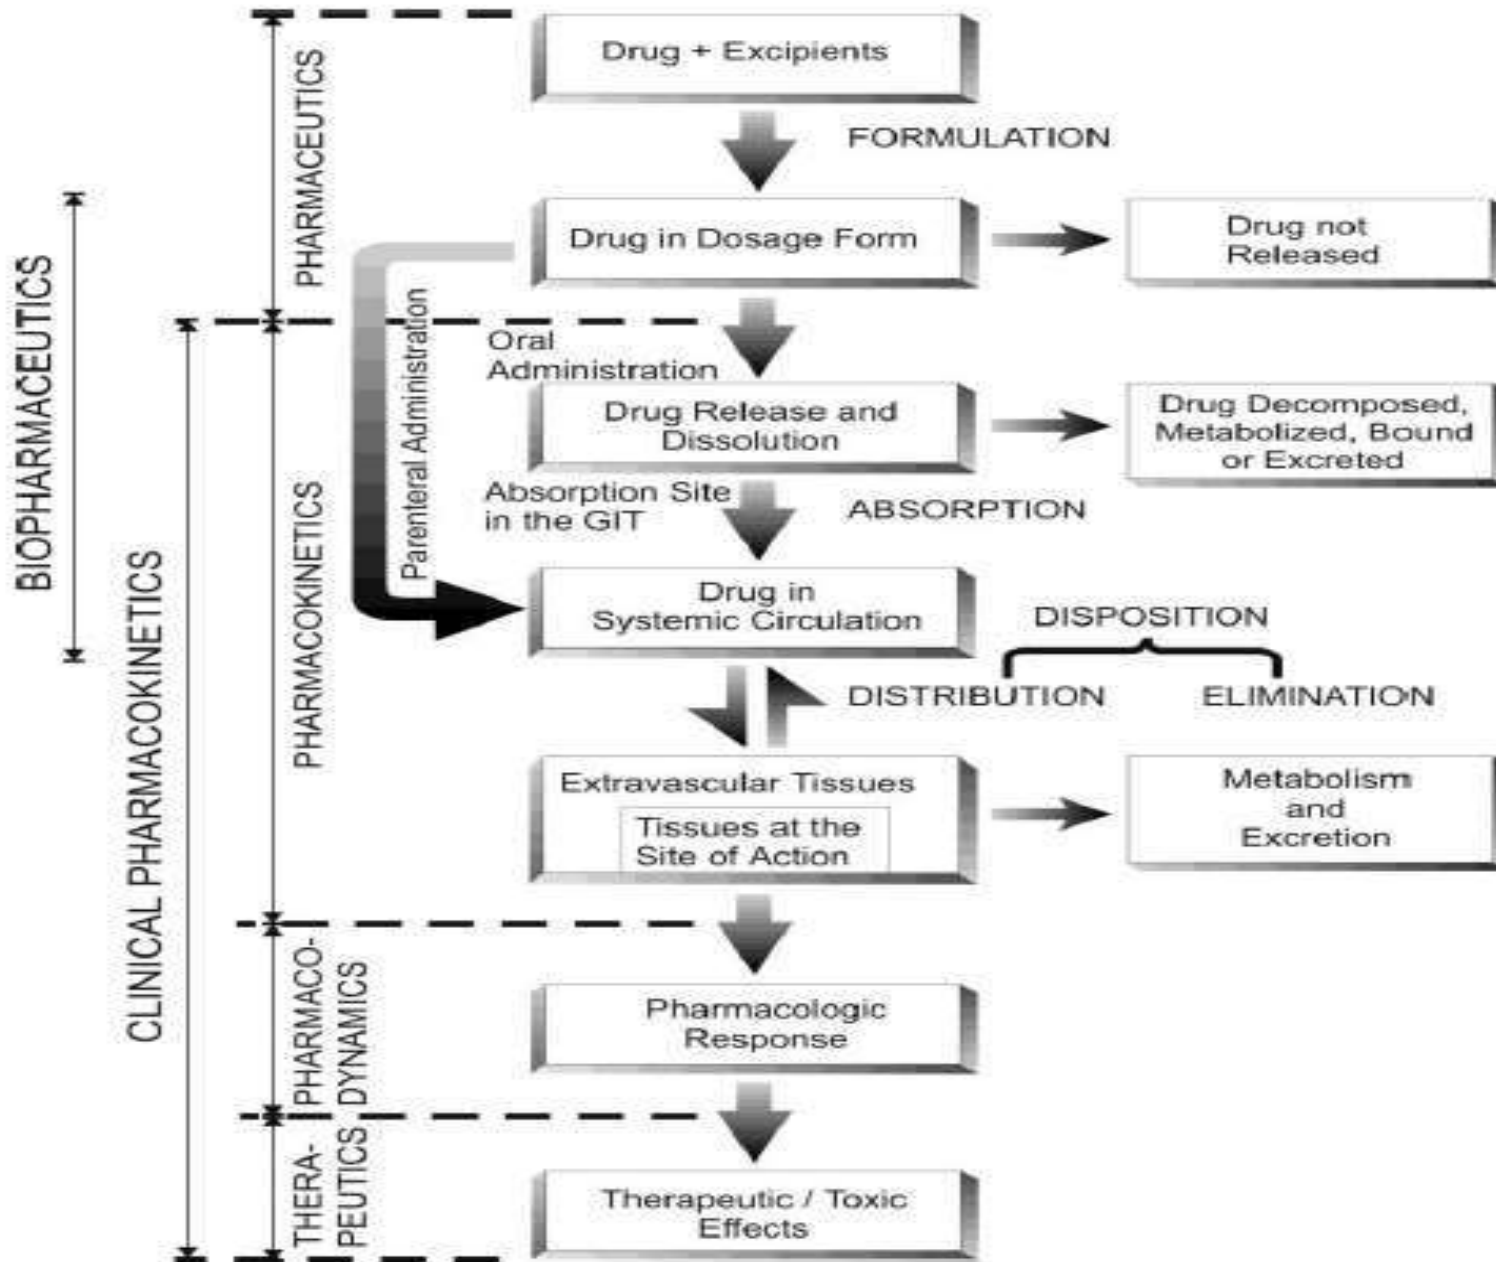 Drug + Excipients
FORMULATION
Drug in Dosage Form
Drug not
Released
Oral
Administration
Drug Release and
Dissolution
Drug Decomposed,
Metabolized, Bound
or Excreted
Absorption Site
in the GIT
ABSORPTION
Parenteral Administration
Drug in
Systemic Circulation
DISPOSITION
DISTRIBUTION
ELIMINATION
Extravascular Tissues
Tissues at the
Site of Action
Metabolism
and
Excretion
Pharmacologic
Response
Therapeutic / Toxic
Effects
BIOPHARMACEUTICS
CLINICAL PHARMACOKINETICS
PHARMACEUTICS
PHARMACOKINETICS
PHARMACO-
DYNAMICS
THERA-
PEUTICS